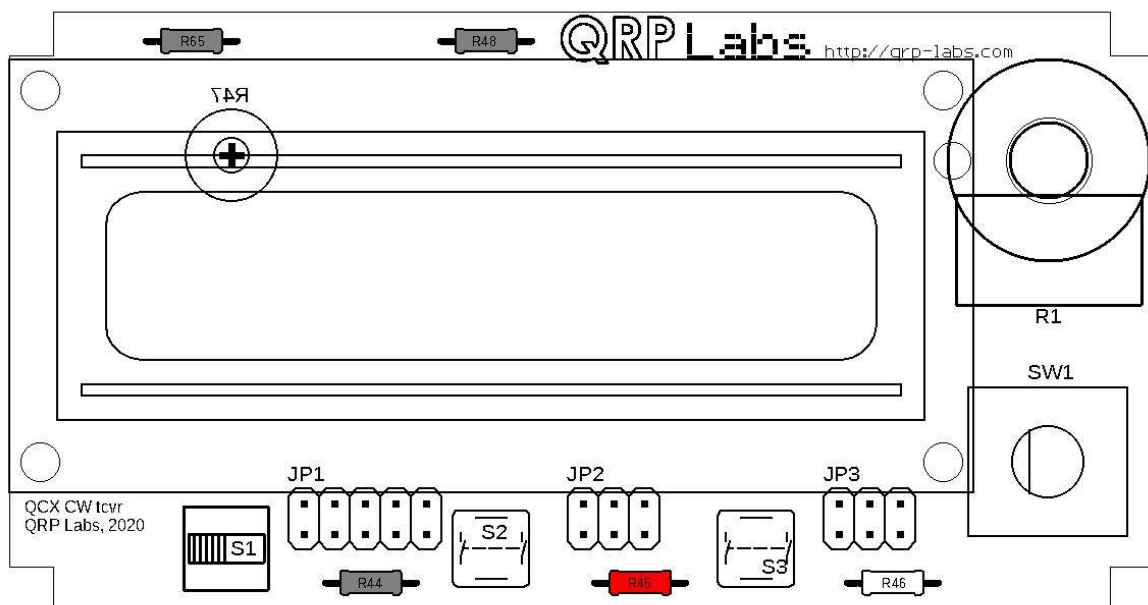 R65
R48
QRP Labs http://qrp-labs.com
R47
R1
SW1
JP1
JP2
JP3
QCX CW tcvr
QRP Labs, 2020
S1
S2
S3
R44
R45
R46